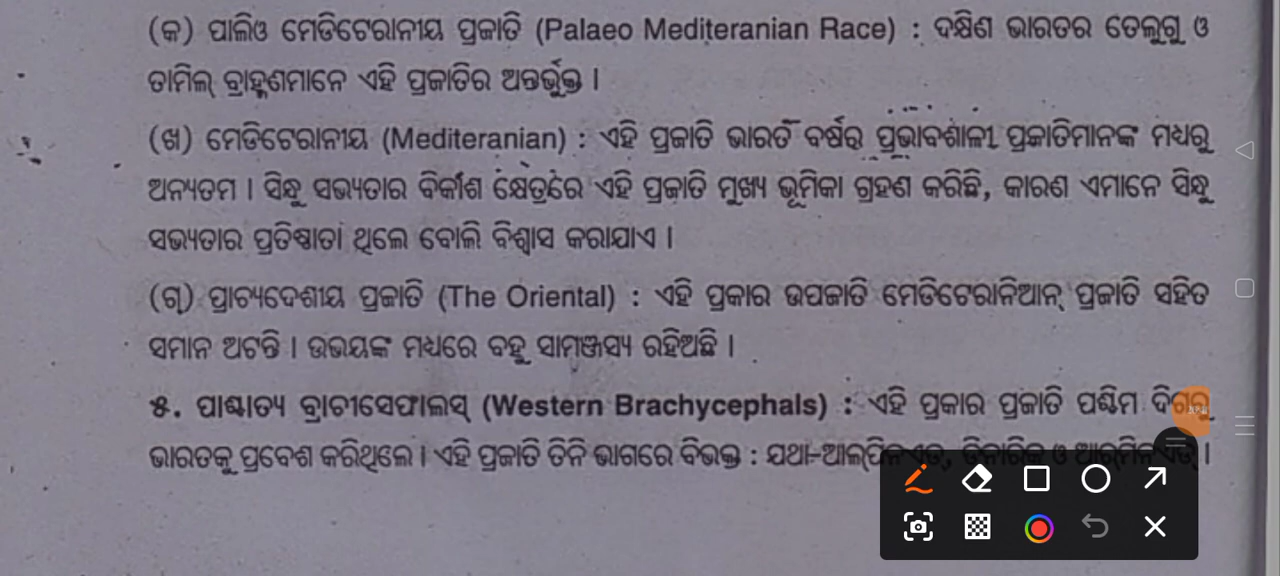 (କ) ପାଲିଓ ମେଡିଟେରାନୀୟ ପ୍ରଜାତି (Palaeo Mediteranian Race) : ଦକ୍ଷିଣ ଭାରତର ତେଲୁଗୁ ଓ
ତାମିଲ୍ ବ୍ରାହ୍ମଣମାନେ ଏହି ପ୍ରଜାତିର ଅନ୍ତର୍ଭୁକ୍ତ ।
(ଖ) ମେଡିଟେରାନୀୟ (Mediteranian) : ଏହି ପ୍ରଜାତି ଭାରତ ବର୍ଷର ପ୍ରଭାବଶାଳୀ ପ୍ରଜାତିମାନଙ୍କ ମଧ୍ୟରୁ
ଅନ୍ୟତମ । ସିନ୍ଧୁ ସଭ୍ୟତାର ବିକାଶ କ୍ଷେତ୍ରରେ ଏହି ପ୍ରଜାତି ମୁଖ୍ୟ ଭୂମିକା ଗ୍ରହଣ କରିଛି, କାରଣ ଏମାନେ ସିନ୍ଧୁ
ସଭ୍ୟତାର ପ୍ରତିଷ୍ଠାତା ଥିଲେ ବୋଲି ବିଶ୍ୱାସ କରାଯାଏ ।
(ଗ) ପ୍ରାଚ୍ୟଦେଶୀୟ ପ୍ରଜାତି (The Oriental) : ଏହି ପ୍ରକାର ଉପଜାତି ମେଡିଟେରାନିଆନ୍ ପ୍ରଜାତି ସହିତ
ସମାନ ଅଟନ୍ତି । ଉଭୟଙ୍କ ମଧ୍ୟରେ ବହୁ ସାମଞ୍ଜସ୍ୟ ରହିଅଛି ।
୫. ପାଶ୍ଚାତ୍ୟ ବ୍ରାଚୀସେଫାଲସ୍ (Western Brachycephals) : ଏହି ପ୍ରକାର ପ୍ରଜାତି ପଶ୍ଚିମ ଦିଗରୁ
ଭାରତକୁ ପ୍ରବେଶ କରିଥିଲେ । ଏହି ପ୍ରଜାତି ତିନି ଭାଗରେ ବିଭକ୍ତ : ଯଥା-ଆଲ୍‌ପିନଏଡ୍, ଡିନାରିକ ଓ